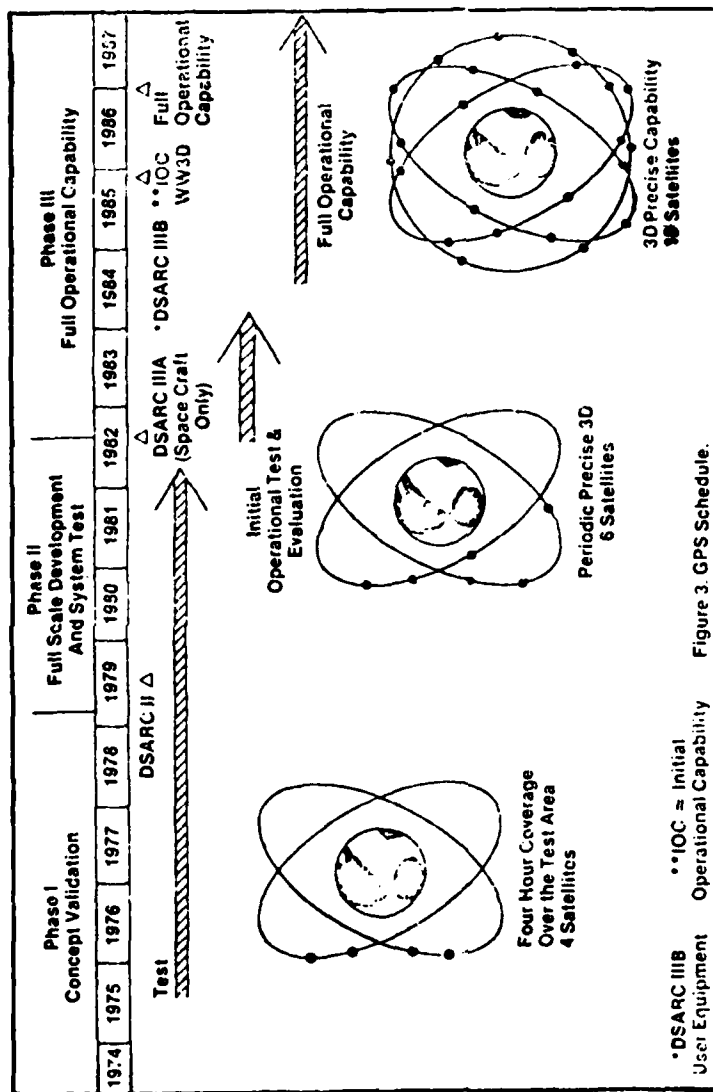 Phase I
Concept Validation
Phase II
Full Scale Development
And System Test
Phase III
Full Operational Capability
1974 1975 1976 1977 1978 1979 1980 1981 1982 1983 1984 1985 1986 1987
Test
DSARC II
DSARC IIIA
(Space Craft
Only)
*DSARC IIIB
**IOC
WW3D
Full
Operational
Capability
Initial
Operational Test &
Evaluation
Full Operational
Capability
Four Hour Coverage
Over the Test Area
4 Satellites
Periodic Precise 3D
6 Satellites
3D Precise Capability
Satellites
*DSARC IIIB
User Equipment
**IOC = Initial
Operational Capability
Figure 3. GPS Schedule.